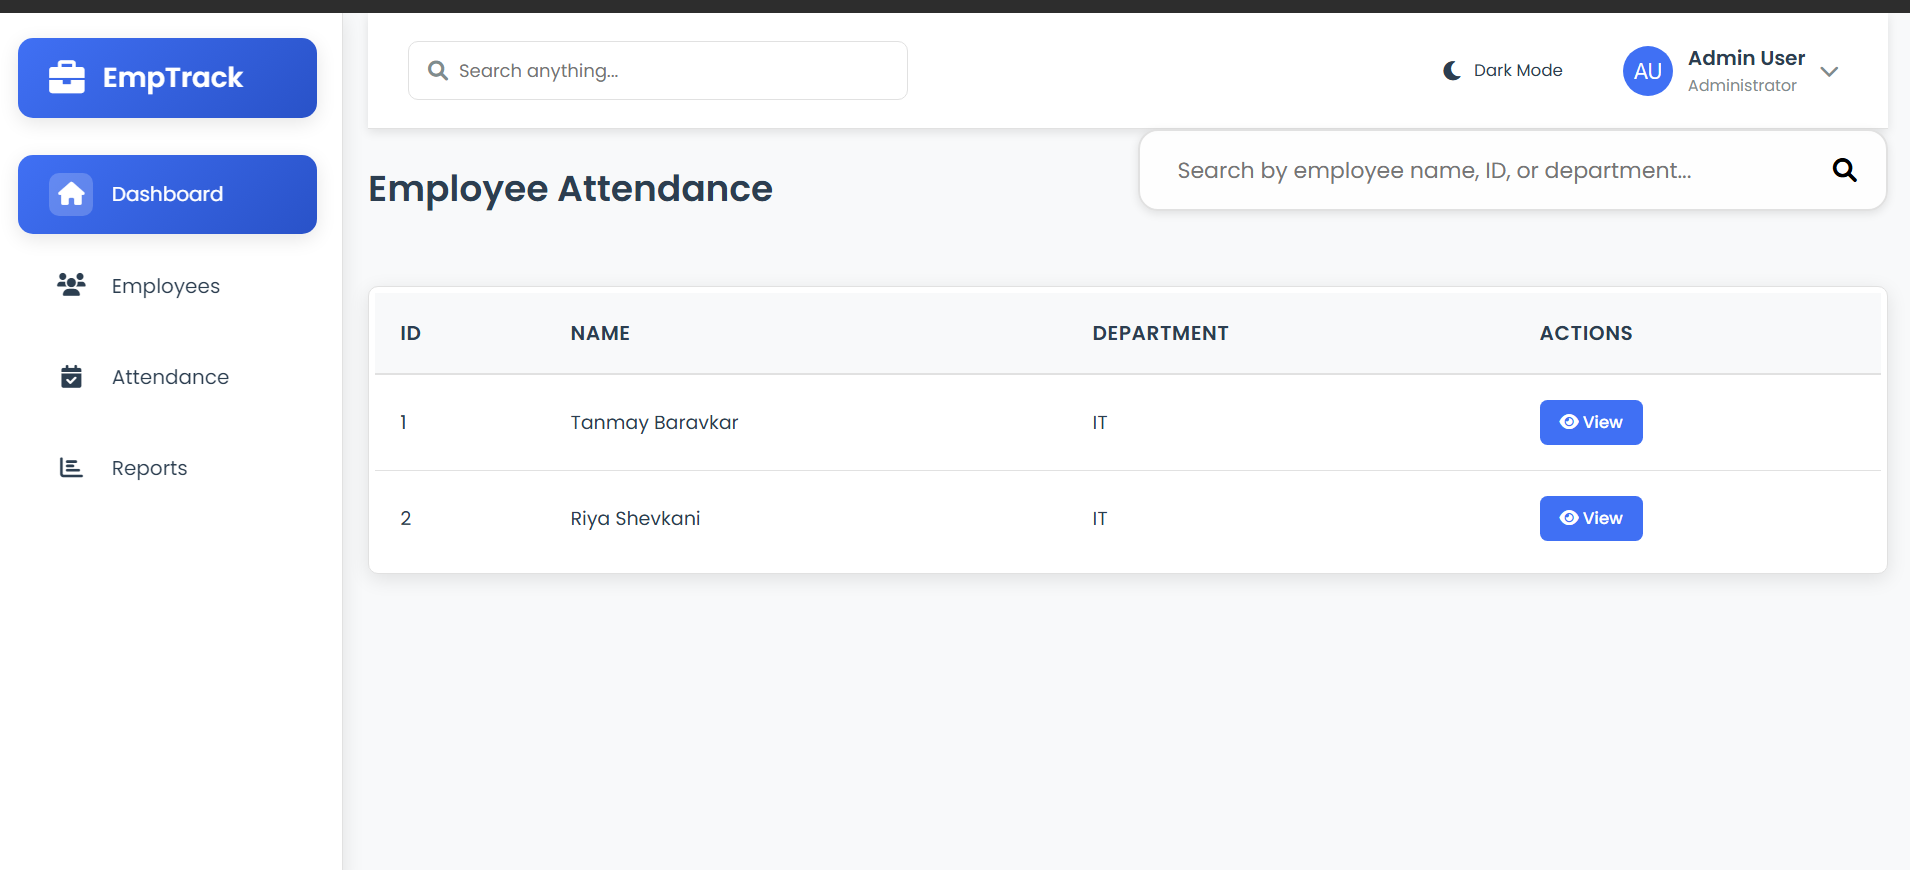 EmpTrack
Dashboard
Employees
Attendance
Reports
Search anything...
Dark Mode
AU
Admin User
Administrator
Employee Attendance
Search by employee name, ID, or department...
ID NAME DEPARTMENT ACTIONS
1 Tanmay Baravkar IT View
2 Riya Shevkani IT View